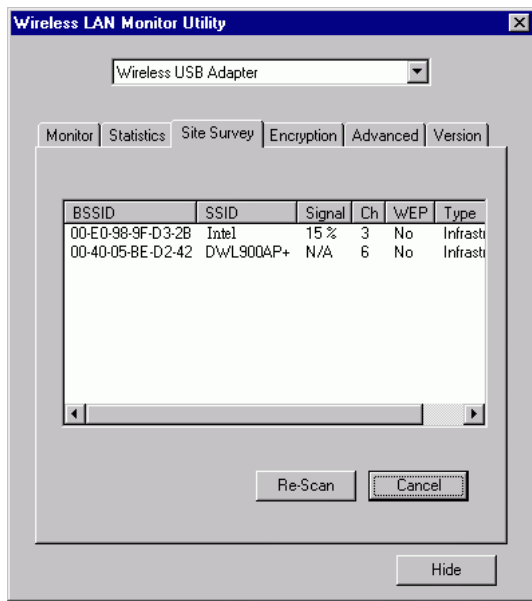 Wireless LAN Monitor Utility
Wireless USB Adapter
Monitor Statistics Site Survey Encryption Advanced Version
BSSID SSID Signal Ch WEP Type
00-E0-98-9F-D3-2B Intel 15 % 3 No Infrastr
00-40-05-BE-D2-42 DWL900AP+ N/A 6 No Infrastr
Re-Scan Cancel
Hide